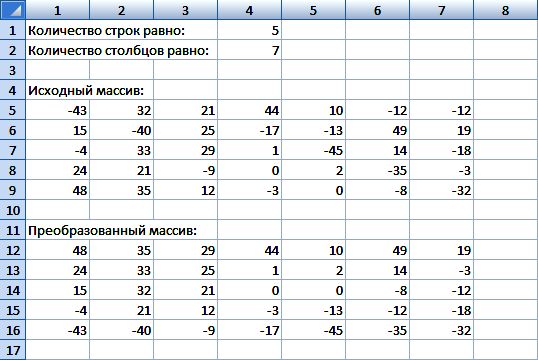 1 2 3 4 5 6 7 8
1 Количество строк равно: 5
2 Количество столбцов равно: 7
3
4 Исходный массив:
5 -43 32 21 44 10 -12 -12
6 15 -40 25 -17 -13 49 19
7 -4 33 29 1 -45 14 -18
8 24 21 -9 0 2 -35 -3
9 48 35 12 -3 0 -8 -32
10
11 Преобразованный массив:
12 48 35 29 44 10 49 19
13 24 33 25 1 2 14 -3
14 15 32 21 0 0 -8 -12
15 -4 21 12 -3 -13 -12 -18
16 -43 -40 -9 -17 -45 -35 -32
17